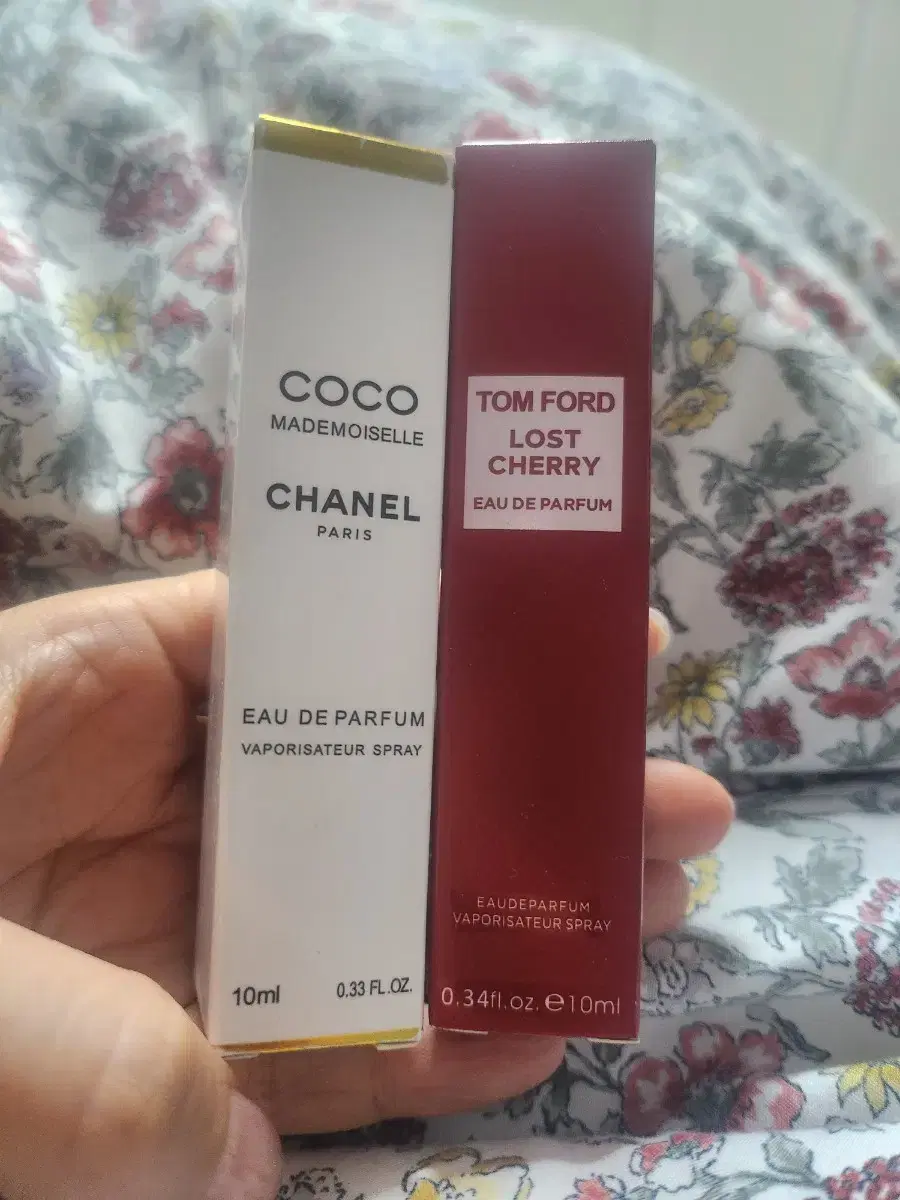 COCO
MADEMOISELLE
CHANEL
PARIS
EAU DE PARFUM
VAPORISATEUR SPRAY
10ml 0.33 FL.OZ.
TOM FORD
LOST
CHERRY
EAU DE PARFUM
EAUDEPARFUM
VAPORISATEUR SPRAY
0.34fl.oz. e10ml